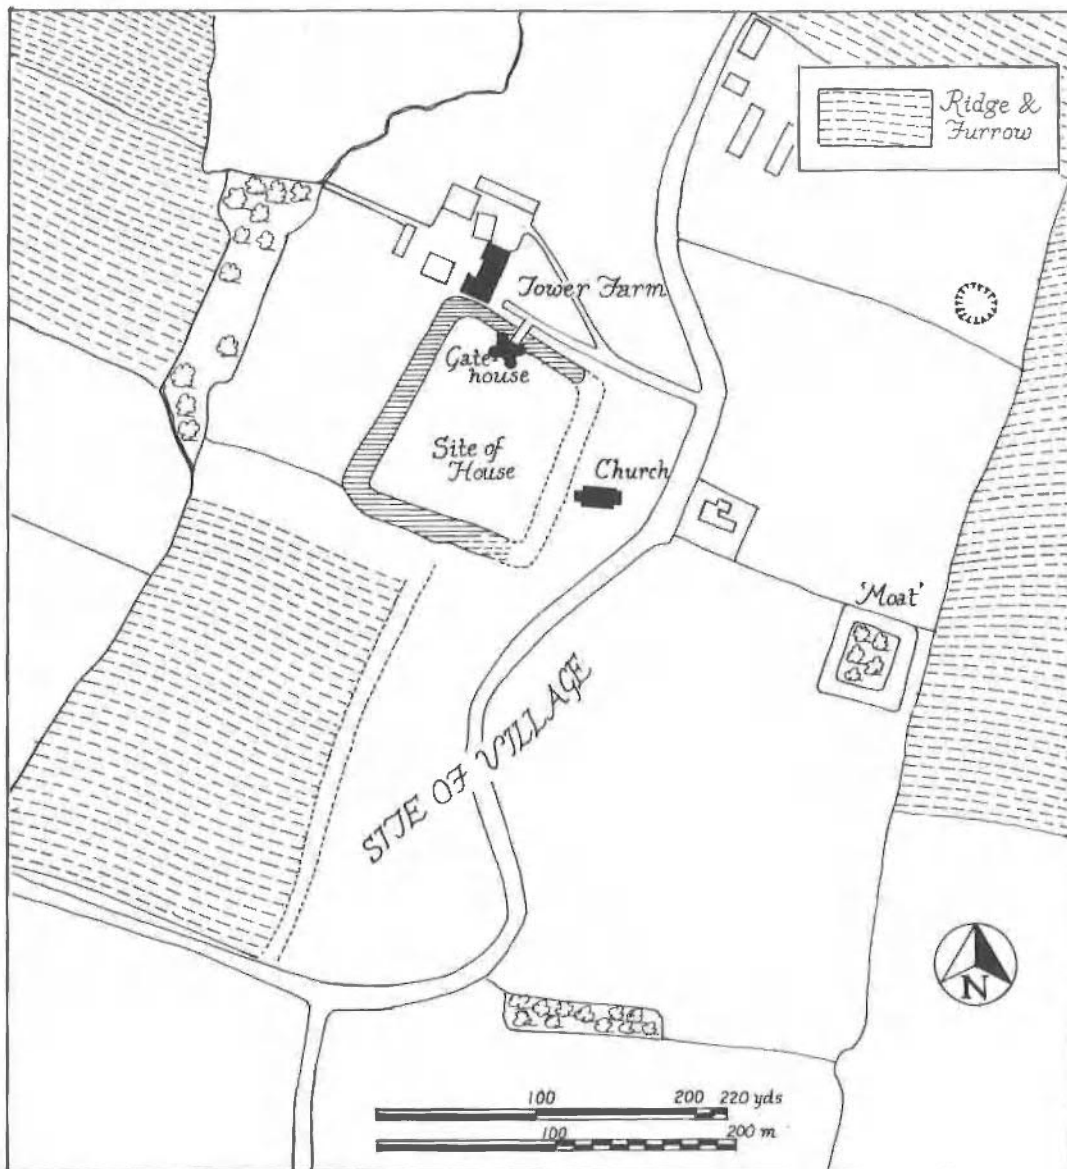 Ridge &
Furrow
Tower Farm
Gate
house
Site of
House
Church
'Moat'
SITE OF VILLAGE
N
100 200 220 yds
100 200 m